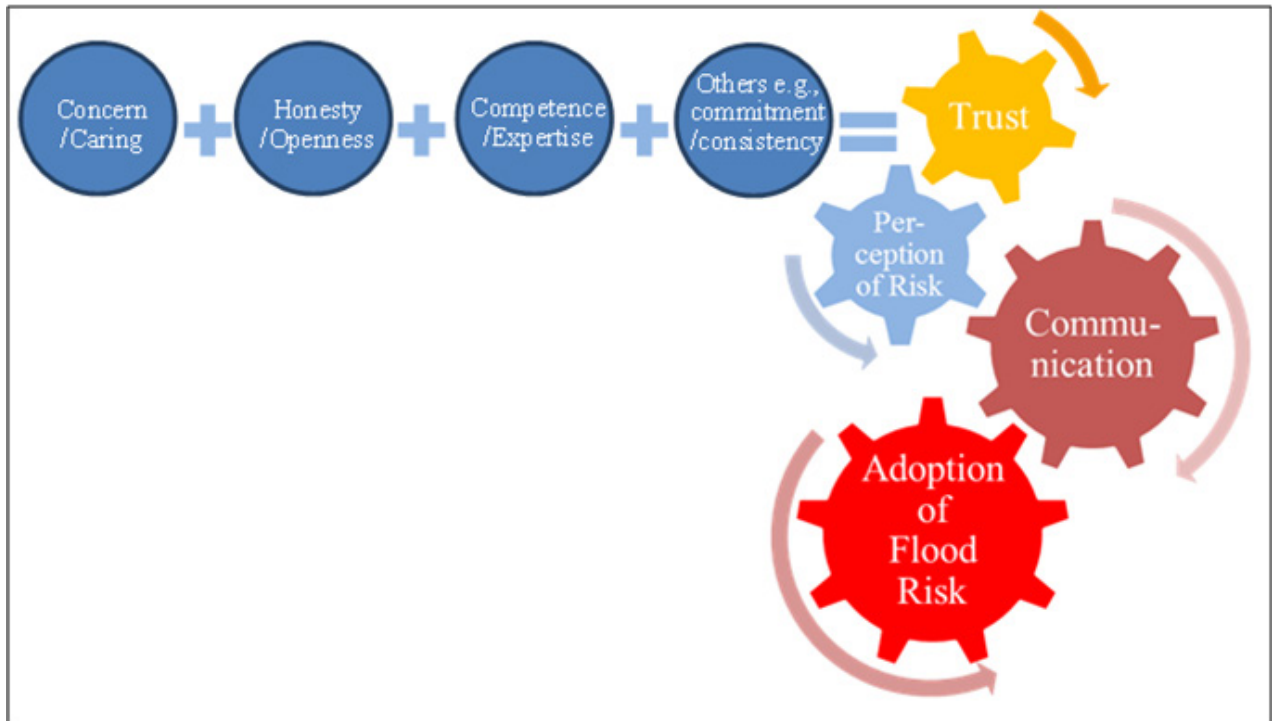 Concern
/Caring
+
Honesty
/Openness
+
Competence
/Expertise
+
Others e.g.,
commitment
/consistency
=
Trust
Per-
ception
of Risk
Commu-
nication
Adoption
of
Flood
Risk